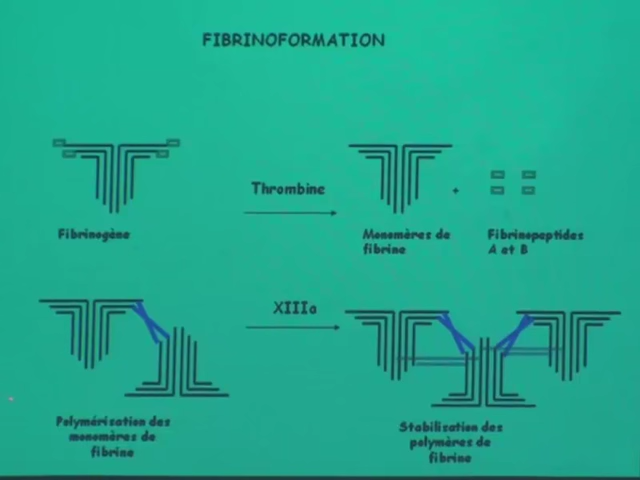 FIBRINOFORMATION
Thrombine
+
Fibrinogène
Monomères de
fibrine
Fibrinopeptides
A et B
XIIIa
Polymérisation des
monomères de
fibrine
Stabilisation des
polymères de
fibrine